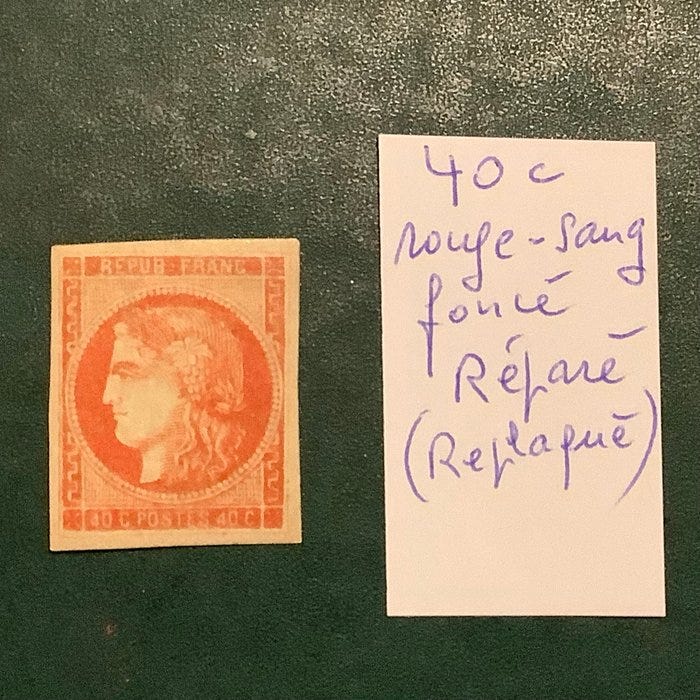 REPUB · FRANC
40 C POSTES 40 C
40 c
rouge-sang
foncé
Réparé
(Replaqué)